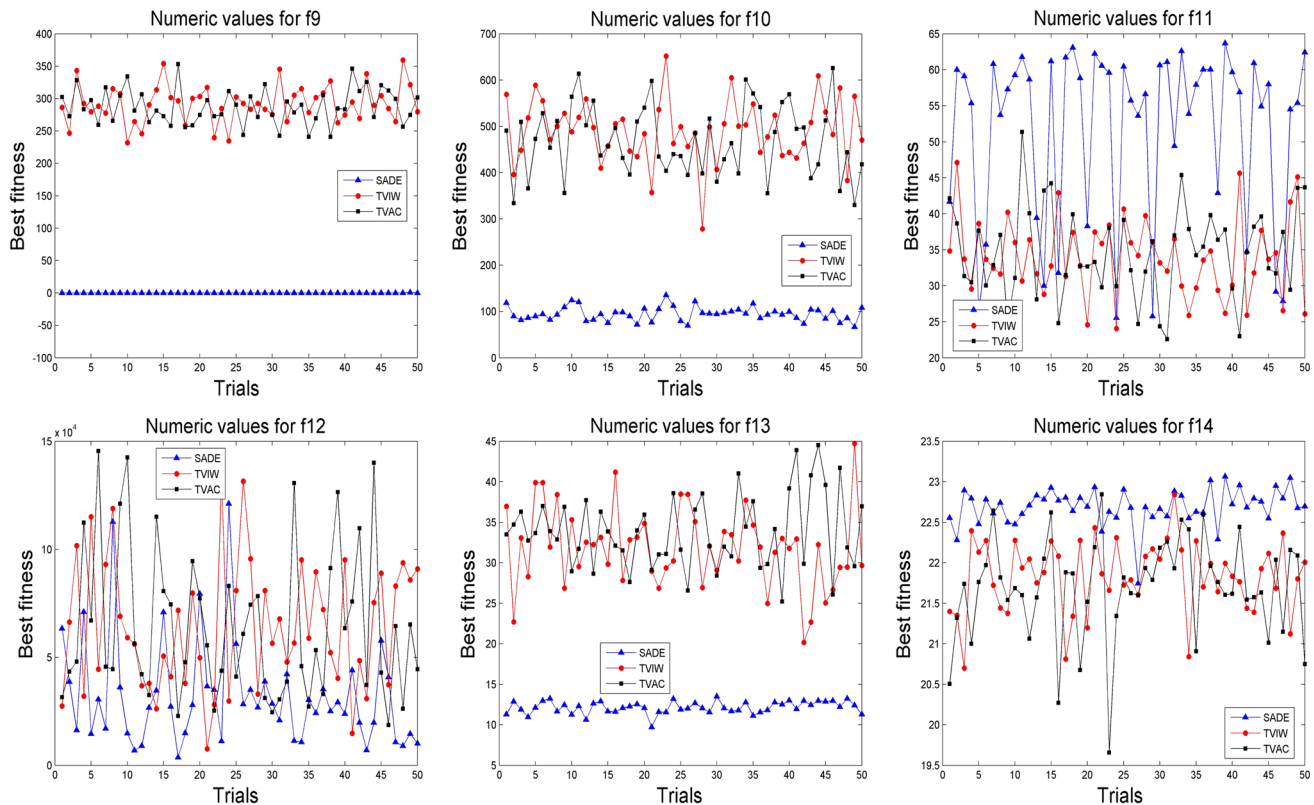 Numeric values for f9
Best fitness
400
350
300
250
200
150
100
50
0
-50
-100
SADE
TVIW
TVAC
0 5 10 15 20 25 30 35 40 45 50
Trials
Numeric values for f10
Best fitness
700
600
500
400
300
200
100
0
SADE
TVIW
TVAC
0 5 10 15 20 25 30 35 40 45 50
Trials
Numeric values for f11
Best fitness
65
60
55
50
45
40
35
30
25
20
SADE
TVIW
TVAC
0 5 10 15 20 25 30 35 40 45 50
Trials
Numeric values for f12
x 10^4
Best fitness
15
10
5
0
SADE
TVIW
TVAC
0 5 10 15 20 25 30 35 40 45 50
Trials
Numeric values for f13
Best fitness
45
40
35
30
25
20
15
10
5
SADE
TVIW
TVAC
0 5 10 15 20 25 30 35 40 45 50
Trials
Numeric values for f14
Best fitness
23.5
23
22.5
22
21.5
21
20.5
20
19.5
SADE
TVIW
TVAC
0 5 10 15 20 25 30 35 40 45 50
Trials